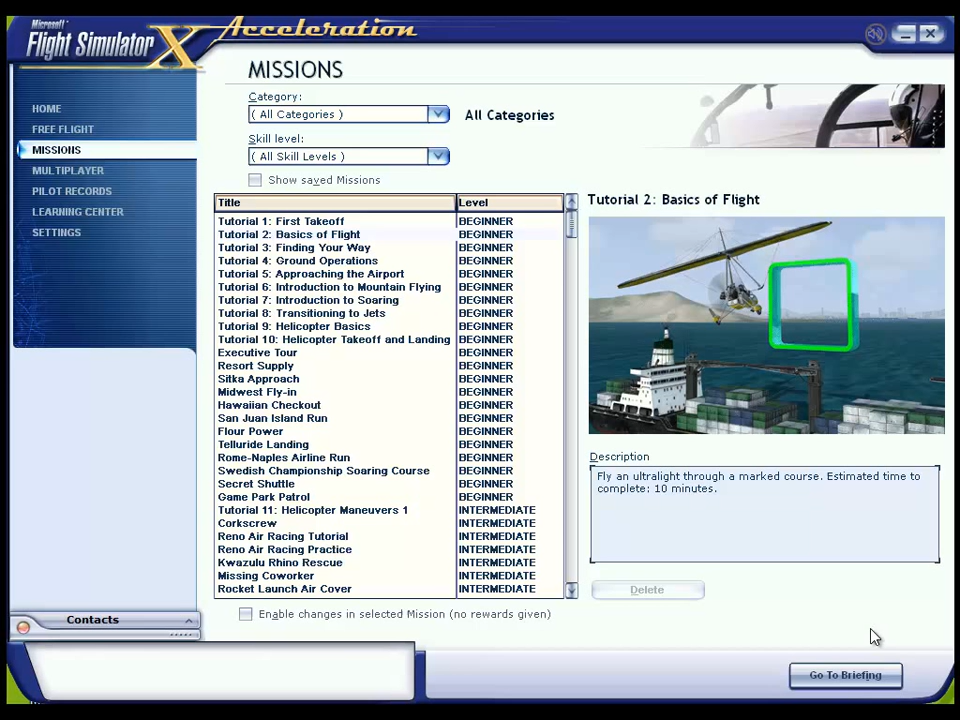 Microsoft
Flight Simulator X Acceleration
MISSIONS
HOME
FREE FLIGHT
MISSIONS
MULTIPLAYER
PILOT RECORDS
LEARNING CENTER
SETTINGS
Category:
( All Categories )
All Categories
Skill level:
( All Skill Levels )
Show saved Missions
Title Level
Tutorial 1: First Takeoff BEGINNER
Tutorial 2: Basics of Flight BEGINNER
Tutorial 3: Finding Your Way BEGINNER
Tutorial 4: Ground Operations BEGINNER
Tutorial 5: Approaching the Airport BEGINNER
Tutorial 6: Introduction to Mountain Flying BEGINNER
Tutorial 7: Introduction to Soaring BEGINNER
Tutorial 8: Transitioning to Jets BEGINNER
Tutorial 9: Helicopter Basics BEGINNER
Tutorial 10: Helicopter Takeoff and Landing BEGINNER
Executive Tour BEGINNER
Resort Supply BEGINNER
Sitka Approach BEGINNER
Midwest Fly-in BEGINNER
Hawaiian Checkout BEGINNER
San Juan Island Run BEGINNER
Flour Power BEGINNER
Telluride Landing BEGINNER
Rome-Naples Airline Run BEGINNER
Swedish Championship Soaring Course BEGINNER
Secret Shuttle BEGINNER
Game Park Patrol BEGINNER
Tutorial 11: Helicopter Maneuvers 1 INTERMEDIATE
Corkscrew INTERMEDIATE
Reno Air Racing Tutorial INTERMEDIATE
Reno Air Racing Practice INTERMEDIATE
Kwazulu Rhino Rescue INTERMEDIATE
Missing Coworker INTERMEDIATE
Rocket Launch Air Cover INTERMEDIATE
Enable changes in selected Mission (no rewards given)
Tutorial 2: Basics of Flight
Description
Fly an ultralight through a marked course. Estimated time to
complete: 10 minutes.
Delete
Contacts
Go To Briefing